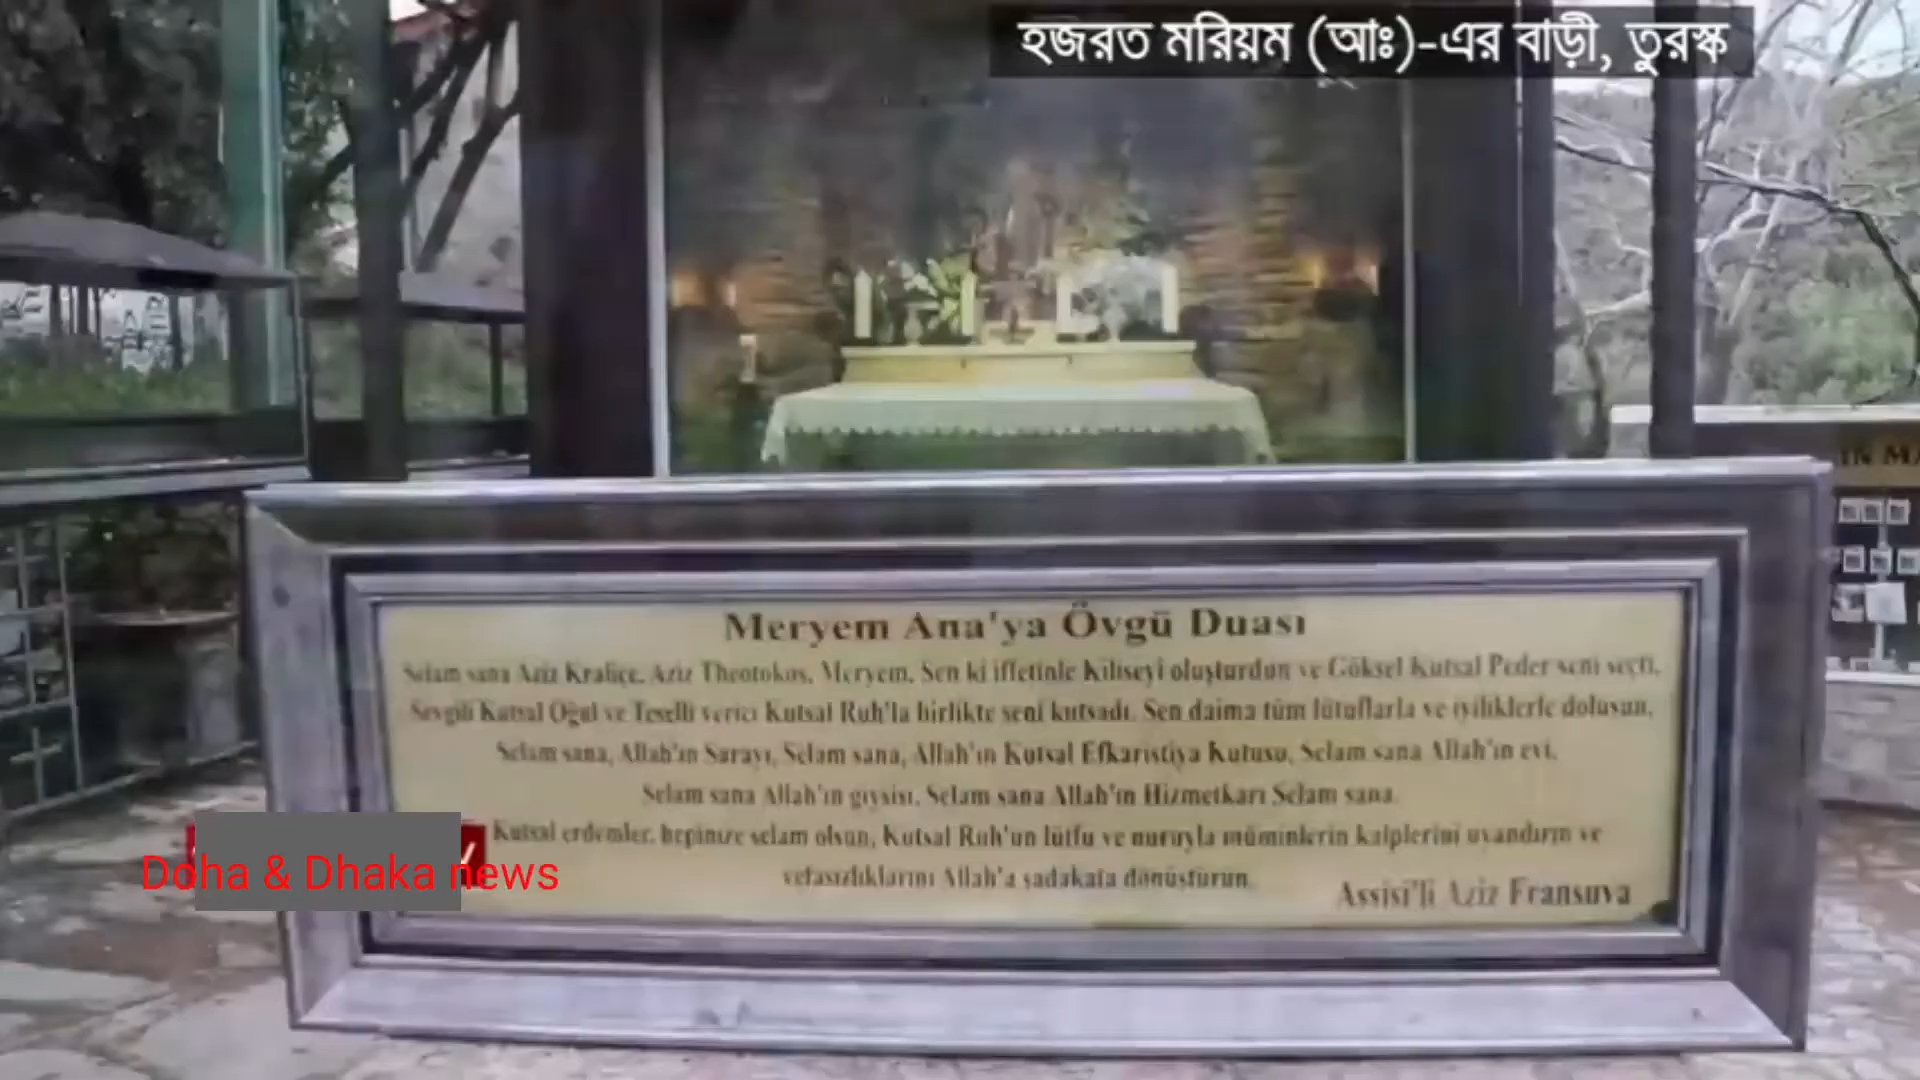 হজরত মরিয়ম (আঃ)-এর বাড়ী, তুরস্ক
IN MA
Meryem Ana'ya Övgü Duası
Selam sana Aziz Kraliçe, Aziz Theotokos, Meryem, Sen ki iffetinle Kiliseyi oluşturdun ve Göksel Kutsal Peder seni seçti.
Sevgili Kutsal Oğul ve Teselli verici Kutsal Ruh'la birlikte seni kutsadı. Sen daima tüm lütuflarla ve iyiliklerle dolusun.
Selam sana, Allah'ın Sarayı, Selam sana, Allah'ın Kutsal Efkaristiya Kutusu, Selam sana Allah'ın evi.
Selam sana Allah'ın giysisi, Selam sana Allah'ın Hizmetkarı Selam sana.
Kutsal erdemler, hepinize selam olsun, Kutsal Ruh'un lütfu ve nuruyla müminlerin kalplerini uyandırın ve
vefasızlıklarını Allah'a sadakata dönüştürün.
Assisi'li Aziz Fransuva
Doha & Dhaka news